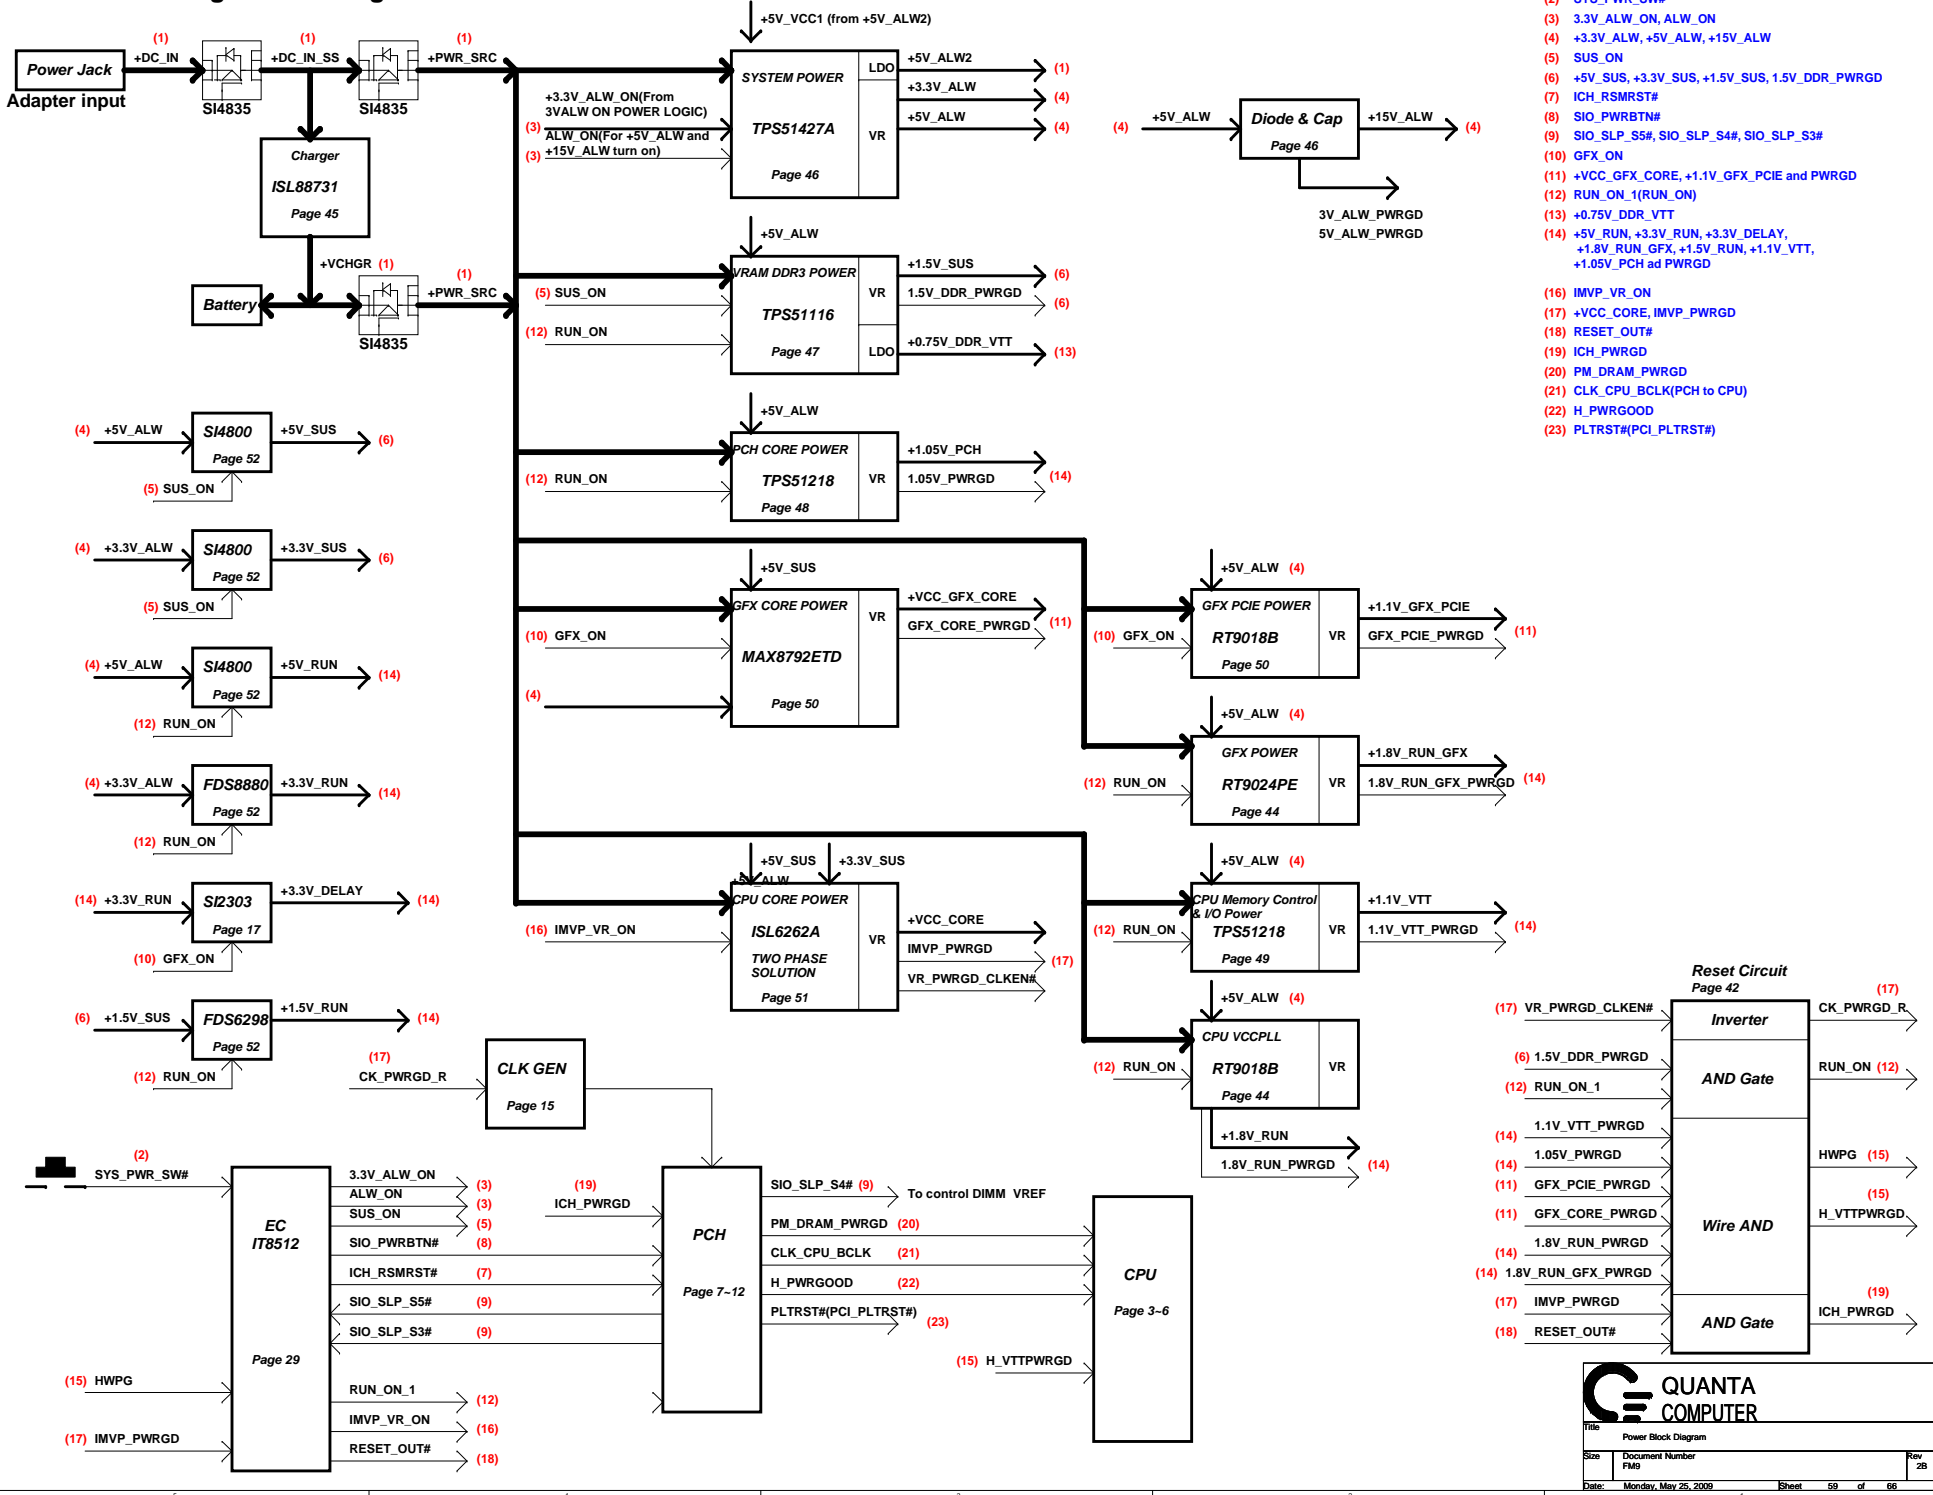 +5V_VCC1 (from +5V_ALW2)
(1) (1) (1)
Power Jack
+DC_IN
+DC_IN_SS
+PWR_SRC
Adapter input
SI4835
SI4835
Charger
ISL88731
Page 45
+VCHGR (1)
(1)
+PWR_SRC
Battery
SI4835
SYSTEM POWER
TPS51427A
Page 46
LDO
VR
+3.3V_ALW_ON(From
3VALW ON POWER LOGIC)
(3)
ALW_ON(For +5V_ALW and
(3) +15V_ALW turn on)
+5V_ALW2
(1)
+3.3V_ALW
(4)
+5V_ALW
(4)
(4) +5V_ALW
Diode & Cap
Page 46
+15V_ALW
(4)
3V_ALW_PWRGD
5V_ALW_PWRGD
(3) 3.3V_ALW_ON, ALW_ON
(4) +3.3V_ALW, +5V_ALW, +15V_ALW
(5) SUS_ON
(6) +5V_SUS, +3.3V_SUS, +1.5V_SUS, 1.5V_DDR_PWRGD
(7) ICH_RSMRST#
(8) SIO_PWRBTN#
(9) SIO_SLP_S5#, SIO_SLP_S4#, SIO_SLP_S3#
(10) GFX_ON
(11) +VCC_GFX_CORE, +1.1V_GFX_PCIE and PWRGD
(12) RUN_ON_1(RUN_ON)
(13) +0.75V_DDR_VTT
(14) +5V_RUN, +3.3V_RUN, +3.3V_DELAY,
+1.8V_RUN_GFX, +1.5V_RUN, +1.1V_VTT,
+1.05V_PCH ad PWRGD
(16) IMVP_VR_ON
(17) +VCC_CORE, IMVP_PWRGD
(18) RESET_OUT#
(19) ICH_PWRGD
(20) PM_DRAM_PWRGD
(21) CLK_CPU_BCLK(PCH to CPU)
(22) H_PWRGOOD
(23) PLTRST#(PCI_PLTRST#)
+5V_ALW
VRAM DDR3 POWER
TPS51116
Page 47
VR
LDO
(5) SUS_ON
(12) RUN_ON
+1.5V_SUS
(6)
1.5V_DDR_PWRGD
(6)
+0.75V_DDR_VTT
(13)
+5V_ALW
PCH CORE POWER
TPS51218
Page 48
VR
(12) RUN_ON
+1.05V_PCH
1.05V_PWRGD
(14)
(4) +5V_ALW
SI4800
Page 52
+5V_SUS
(6)
(5) SUS_ON
(4) +3.3V_ALW
SI4800
Page 52
+3.3V_SUS
(6)
(5) SUS_ON
(4) +5V_ALW
SI4800
Page 52
+5V_RUN
(14)
(12) RUN_ON
(4) +3.3V_ALW
FDS8880
Page 52
+3.3V_RUN
(14)
(12) RUN_ON
(14) +3.3V_RUN
SI2303
Page 17
+3.3V_DELAY
(14)
(10) GFX_ON
(6) +1.5V_SUS
FDS6298
Page 52
+1.5V_RUN
(14)
(12) RUN_ON
+5V_SUS
GFX CORE POWER
MAX8792ETD
Page 50
VR
(10) GFX_ON
(4)
+VCC_GFX_CORE
GFX_CORE_PWRGD
(11)
+5V_ALW (4)
GFX PCIE POWER
RT9018B
Page 50
VR
(10) GFX_ON
+1.1V_GFX_PCIE
GFX_PCIE_PWRGD
(11)
+5V_ALW (4)
GFX POWER
RT9024PE
Page 44
VR
(12) RUN_ON
+1.8V_RUN_GFX
1.8V_RUN_GFX_PWRGD
(14)
+5V_SUS +3.3V_SUS
+5V_ALW
CPU CORE POWER
ISL6262A
TWO PHASE
SOLUTION
Page 51
VR
(16) IMVP_VR_ON
+VCC_CORE
IMVP_PWRGD
(17)
VR_PWRGD_CLKEN#
+5V_ALW (4)
CPU Memory Control
& I/O Power
TPS51218
Page 49
VR
(12) RUN_ON
+1.1V_VTT
1.1V_VTT_PWRGD
(14)
+5V_ALW (4)
CPU VCCPLL
RT9018B
Page 44
VR
(12) RUN_ON
+1.8V_RUN
1.8V_RUN_PWRGD
(14)
(17)
CK_PWRGD_R
CLK GEN
Page 15
(2)
SYS_PWR_SW#
EC
IT8512
Page 29
3.3V_ALW_ON
(3)
ALW_ON
(3)
SUS_ON
(5)
SIO_PWRBTN# (8)
ICH_RSMRST# (7)
SIO_SLP_S5# (9)
SIO_SLP_S3# (9)
(15) HWPG
(17) IMVP_PWRGD
RUN_ON_1
(12)
IMVP_VR_ON
(16)
RESET_OUT#
(18)
(19)
ICH_PWRGD
PCH
Page 7~12
SIO_SLP_S4# (9)
To control DIMM VREF
PM_DRAM_PWRGD (20)
CLK_CPU_BCLK (21)
H_PWRGOOD (22)
PLTRST#(PCI_PLTRST#)
(23)
(15) H_VTTPWRGD
CPU
Page 3~6
Reset Circuit
Page 42
(17) VR_PWRGD_CLKEN#
Inverter
(17)
CK_PWRGD_R
(6) 1.5V_DDR_PWRGD
(12) RUN_ON_1
AND Gate
RUN_ON (12)
(14) 1.1V_VTT_PWRGD
(14) 1.05V_PWRGD
(11) GFX_PCIE_PWRGD
(11) GFX_CORE_PWRGD
(14) 1.8V_RUN_PWRGD
(14) 1.8V_RUN_GFX_PWRGD
Wire AND
HWPG (15)
(15)
H_VTTPWRGD
(17) IMVP_PWRGD
(18) RESET_OUT#
AND Gate
(19)
ICH_PWRGD
QUANTA
COMPUTER
Title
Power Block Diagram
Size Document Number Rev
FM9 2B
Date: Monday, May 25, 2009 Sheet 59 of 66